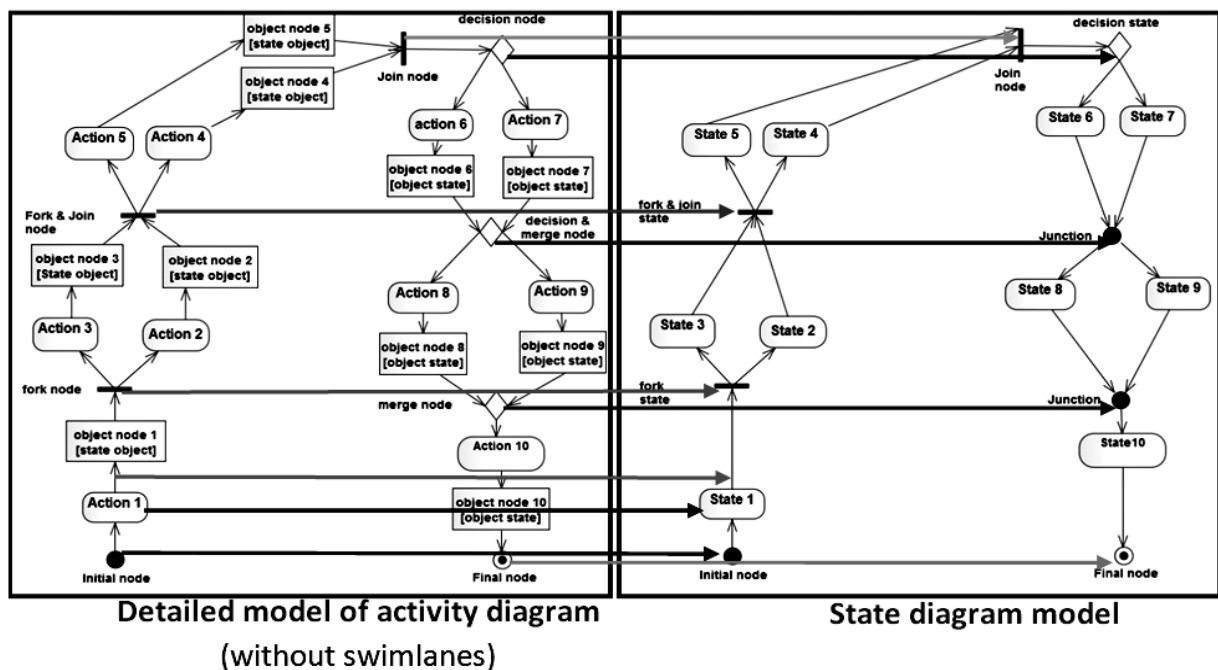 decision node
object node 5
[state object]
Join node
object node 4
[state object]
Action 5
Action 4
action 6
Action 7
object node 6
[object state]
object node 7
[object state]
Fork & Join
node
decision &
merge node
object node 3
[State object]
object node 2
[state object]
Action 8
Action 9
Action 3
Action 2
object node 8
[object state]
object node 9
[object state]
fork node
merge node
object node 1
[state object]
Action 10
Action 1
object node 10
[object state]
Initial node
Final node
Detailed model of activity diagram
(without swimlanes)
decision state
Join
node
State 5
State 4
State 6
State 7
fork & join
state
Junction
State 8
State 9
State 3
State 2
fork
state
Junction
State10
State 1
Initial node
Final node
State diagram model